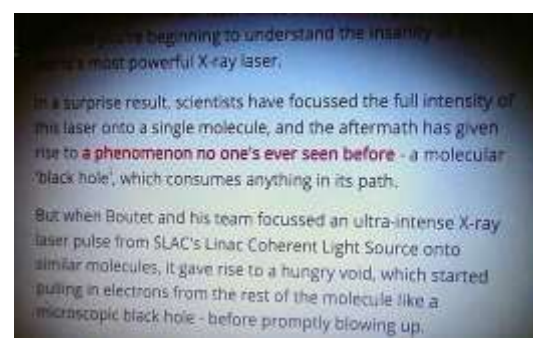 you're beginning to understand the insanity of
world's most powerful X-ray laser.
In a surprise result, scientists have focussed the full intensity of
this laser onto a single molecule, and the aftermath has given
rise to a phenomenon no one's ever seen before - a molecular
'black hole', which consumes anything in its path.
But when Boutet and his team focussed an ultra-intense X-ray
laser pulse from SLAC's Linac Coherent Light Source onto
similar molecules, it gave rise to a hungry void, which started
pulling in electrons from the rest of the molecule like a
microscopic black hole - before promptly blowing up.